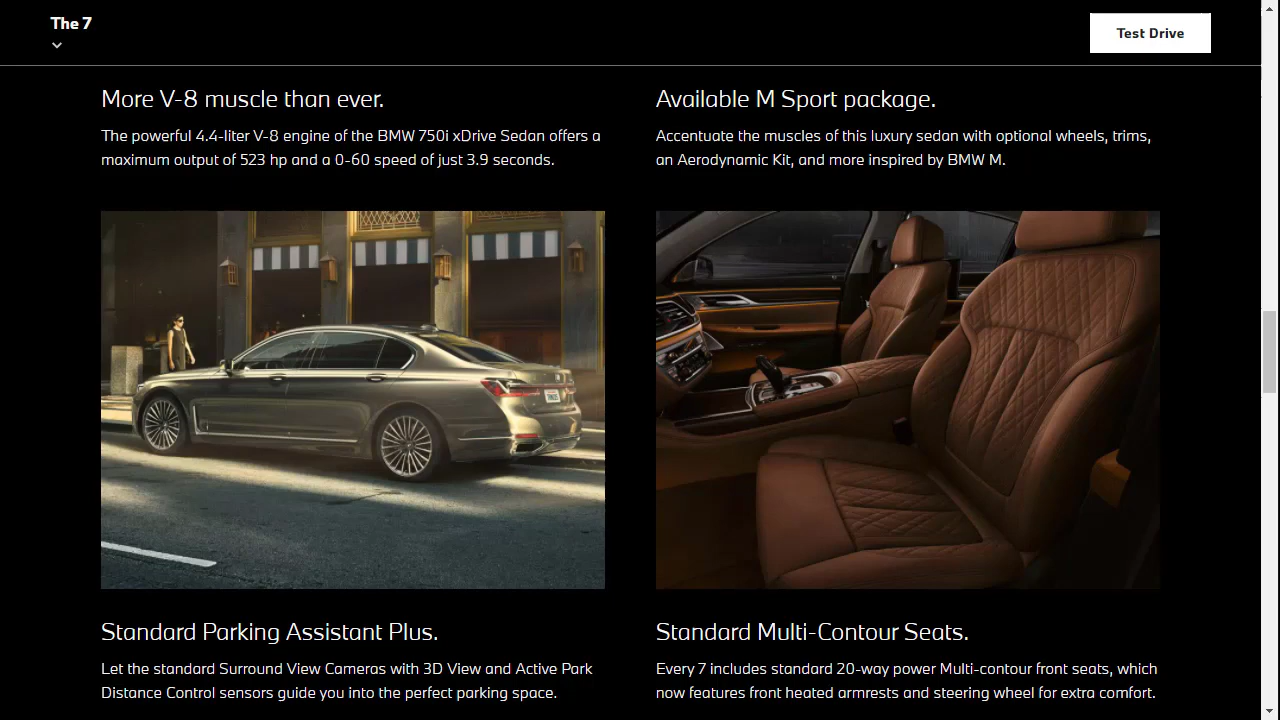 The 7
Test Drive
More V-8 muscle than ever.
The powerful 4.4-liter V-8 engine of the BMW 750i xDrive Sedan offers a
maximum output of 523 hp and a 0-60 speed of just 3.9 seconds.
Available M Sport package.
Accentuate the muscles of this luxury sedan with optional wheels, trims,
an Aerodynamic Kit, and more inspired by BMW M.
Standard Parking Assistant Plus.
Let the standard Surround View Cameras with 3D View and Active Park
Distance Control sensors guide you into the perfect parking space.
Standard Multi-Contour Seats.
Every 7 includes standard 20-way power Multi-contour front seats, which
now features front heated armrests and steering wheel for extra comfort.